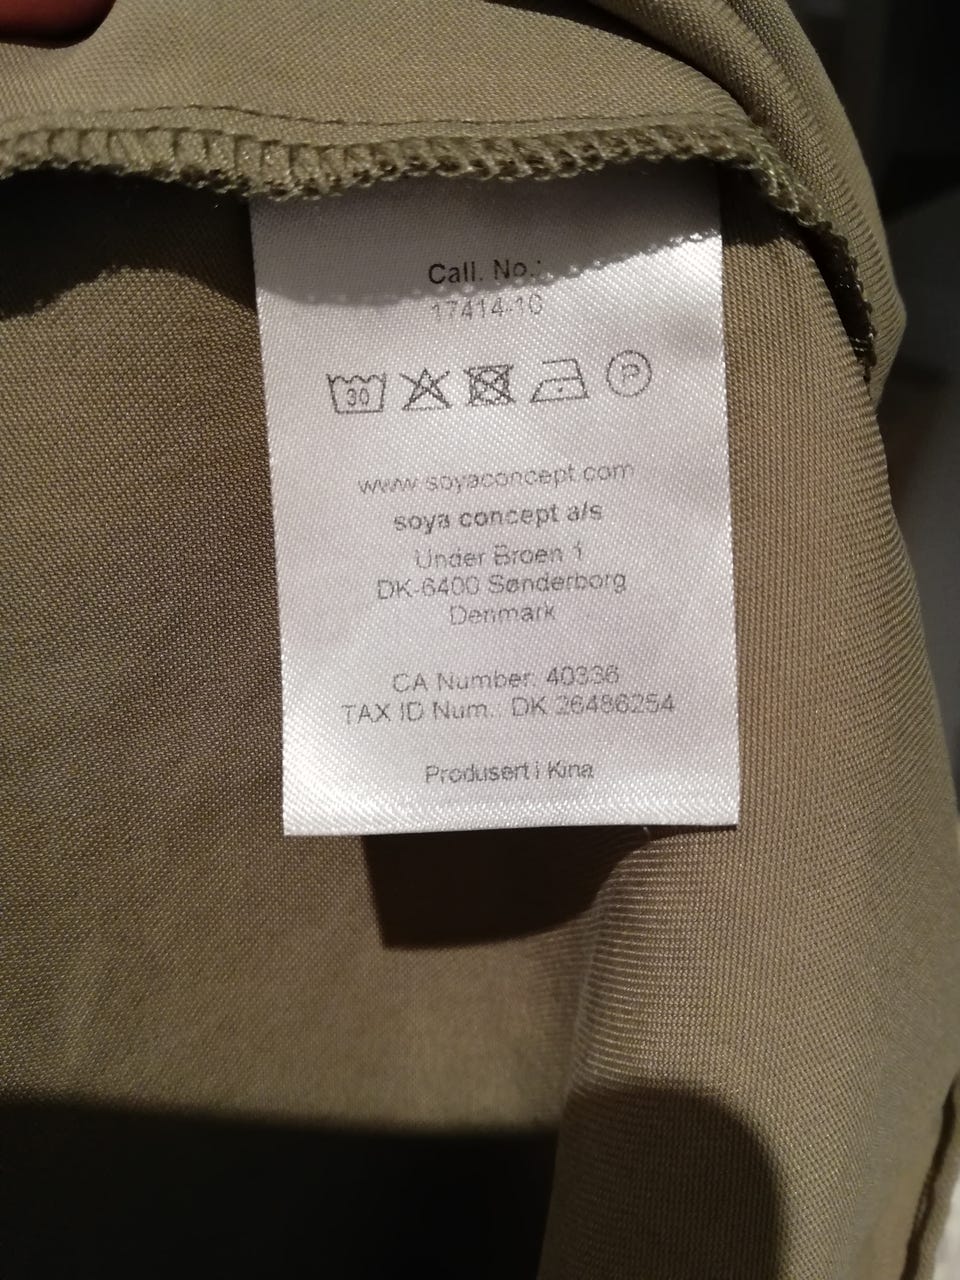 Call. No.:
17414-10
30 P
www.soyaconcept.com
soya concept a/s
Under Broen 1
DK-6400 Sønderborg
Denmark
CA Number: 40336
TAX ID Num.: DK 26486254
Produsert i Kina